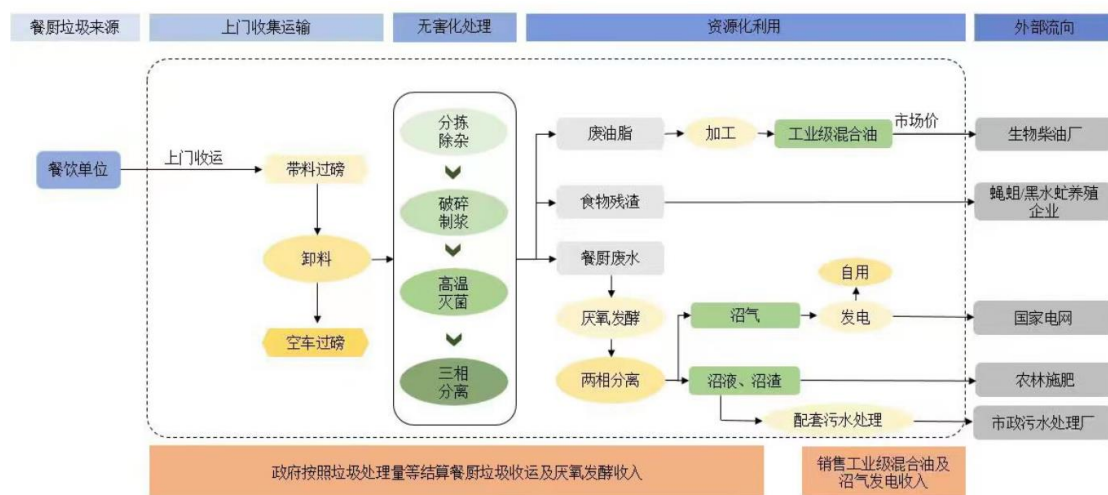 餐厨垃圾来源
上门收集运输
无害化处理
资源化利用
外部流向
餐饮单位
上门收运
带料过磅
卸料
空车过磅
分拣
除杂
破碎
制浆
高温
灭菌
三相
分离
废油脂
加工
工业级混合油
市场价
生物柴油厂
食物残渣
蝇蛆/黑水虻养殖
企业
餐厨废水
厌氧发酵
两相分离
沼气
发电
自用
国家电网
沼液、沼渣
农林施肥
配套污水处理
市政污水处理厂
政府按照垃圾处理量等结算餐厨垃圾收运及厌氧发酵收入
销售工业级混合油及
沼气发电收入